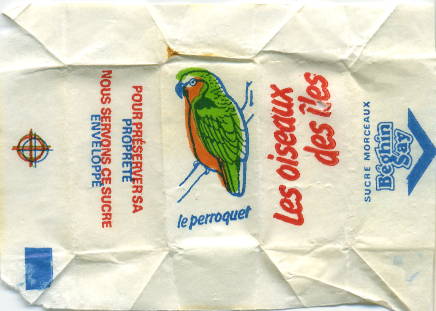 POUR PRÉSERVER SA
PROPRETÉ
NOUS SERVONS CE SUCRE
ENVELOPPÉ
le perroquet
Les oiseaux
des îles
SUCRE MORCEAUX
Béghin
Say